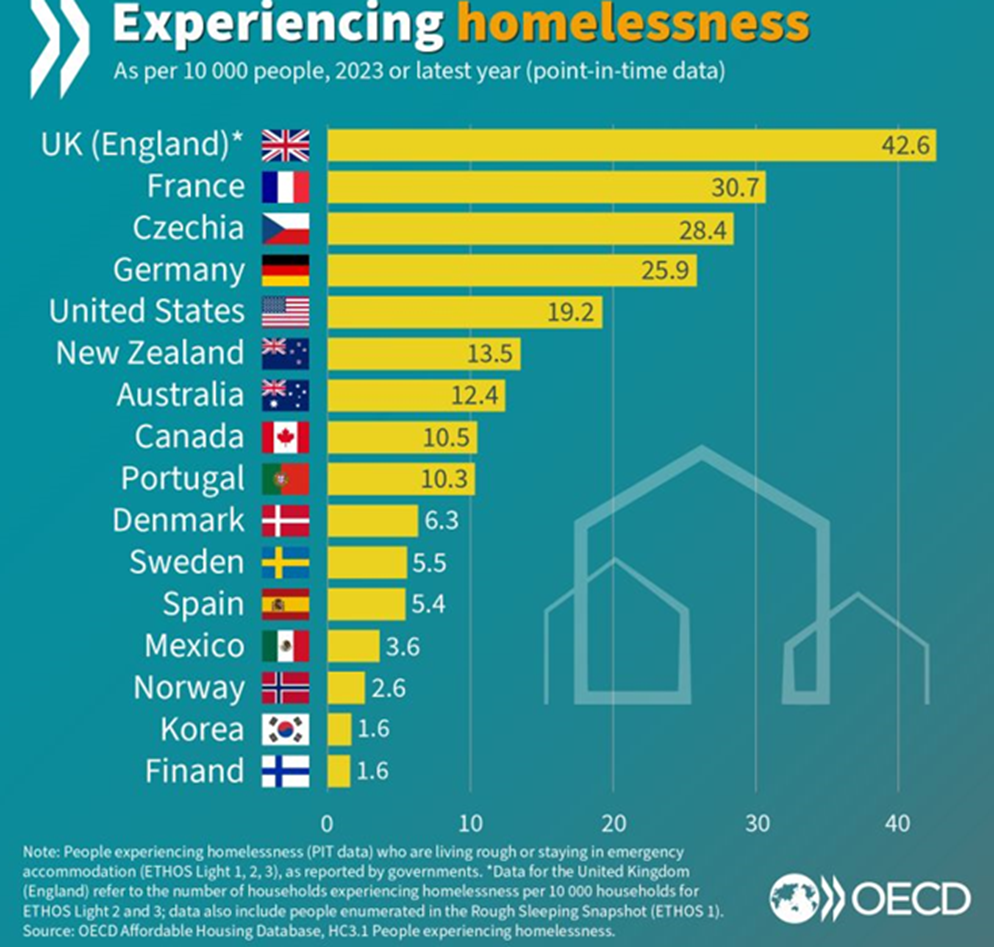 Experiencing homelessness
As per 10 000 people, 2023 or latest year (point-in-time data)
UK (England)* 42.6
France 30.7
Czechia 28.4
Germany 25.9
United States 19.2
New Zealand 13.5
Australia 12.4
Canada 10.5
Portugal 10.3
Denmark 6.3
Sweden 5.5
Spain 5.4
Mexico 3.6
Norway 2.6
Korea 1.6
Finand 1.6
0 10 20 30 40
Note: People experiencing homelessness (PIT data) who are living rough or staying in emergency
accommodation (ETHOS Light 1, 2, 3), as reported by governments. *Data for the United Kingdom
(England) refer to the number of households experiencing homelessness per 10 000 households for
ETHOS Light 2 and 3; data also include people enumerated in the Rough Sleeping Snapshot (ETHOS 1).
Source: OECD Affordable Housing Database, HC3.1 People experiencing homelessness.
OECD